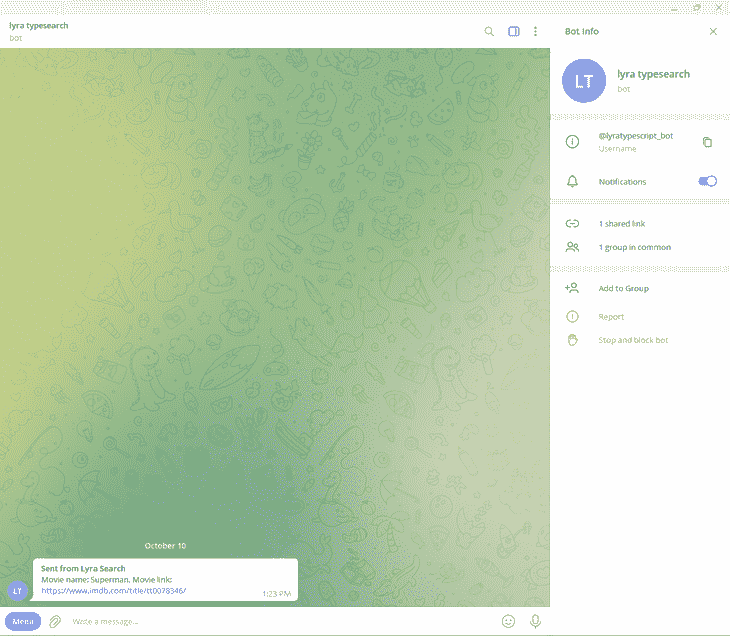 lyra typesearch
bot
Bot Info
LT
lyra typesearch
bot
@lyratypescript_bot
Username
Notifications
1 shared link
1 group in common
Add to Group
Report
Stop and block bot
October 10
Sent from Lyra Search
Movie name: Superman, Movie link:
https://www.imdb.com/title/tt0078346/
1:23 PM
LT
Menu
Write a message...